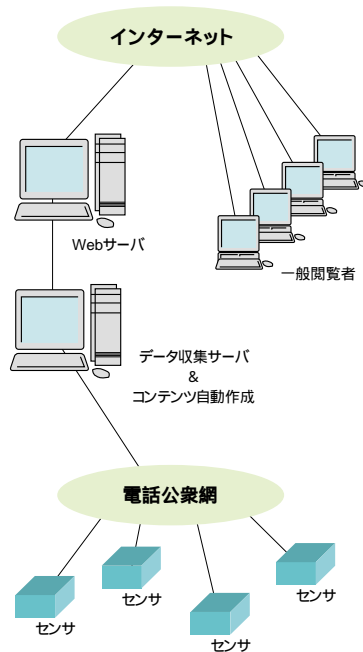 インターネット
Webサーバ
一般閲覧者
データ収集サーバ
&
コンテンツ自動作成
電話公衆網
センサ
センサ
センサ
センサ